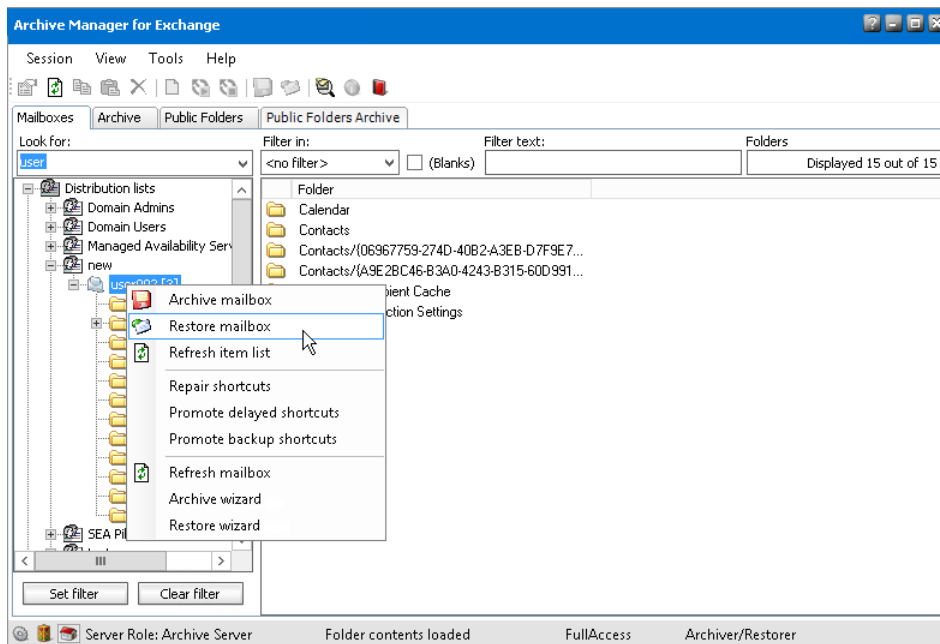 Archive Manager for Exchange
Session View Tools Help
Mailboxes Archive Public Folders Public Folders Archive
Look for: Filter in: Filter text: Folders
user <no filter> (Blanks) Displayed 15 out of 15
Distribution lists
Domain Admins
Domain Users
Managed Availability Serv
new
Folder
Calendar
Contacts
Contacts/{06967759-274D-40B2-A3EB-D7F9E7...
Contacts/{A9E2BC46-B3A0-4243-B315-60D991...
Cache
Settings
Archive mailbox
Restore mailbox
Refresh item list
Repair shortcuts
Promote delayed shortcuts
Promote backup shortcuts
Refresh mailbox
Archive wizard
Restore wizard
SEA
Set filter Clear filter
Server Role: Archive Server Folder contents loaded FullAccess Archiver/Restorer